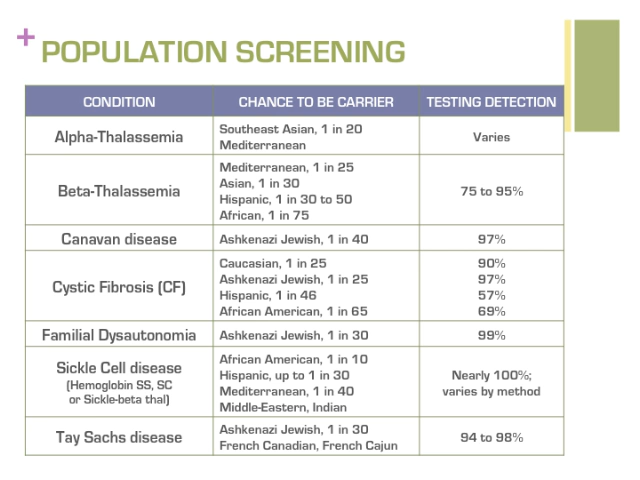 +
POPULATION SCREENING
CONDITION CHANCE TO BE CARRIER TESTING DETECTION
Alpha-Thalassemia
Southeast Asian, 1 in 20
Mediterranean
Varies
Beta-Thalassemia
Mediterranean, 1 in 25
Asian, 1 in 30
Hispanic, 1 in 30 to 50
African, 1 in 75
75 to 95%
Canavan disease
Ashkenazi Jewish, 1 in 40
97%
Cystic Fibrosis (CF)
Caucasian, 1 in 25
Ashkenazi Jewish, 1 in 25
Hispanic, 1 in 46
African American, 1 in 65
90%
97%
57%
69%
Familial Dysautonomia
Ashkenazi Jewish, 1 in 30
99%
Sickle Cell disease
(Hemoglobin SS, SC
or Sickle-beta thal)
African American, 1 in 10
Hispanic, up to 1 in 30
Mediterranean, 1 in 40
Middle-Eastern, Indian
Nearly 100%;
varies by method
Tay Sachs disease
Ashkenazi Jewish, 1 in 30
French Canadian, French Cajun
94 to 98%